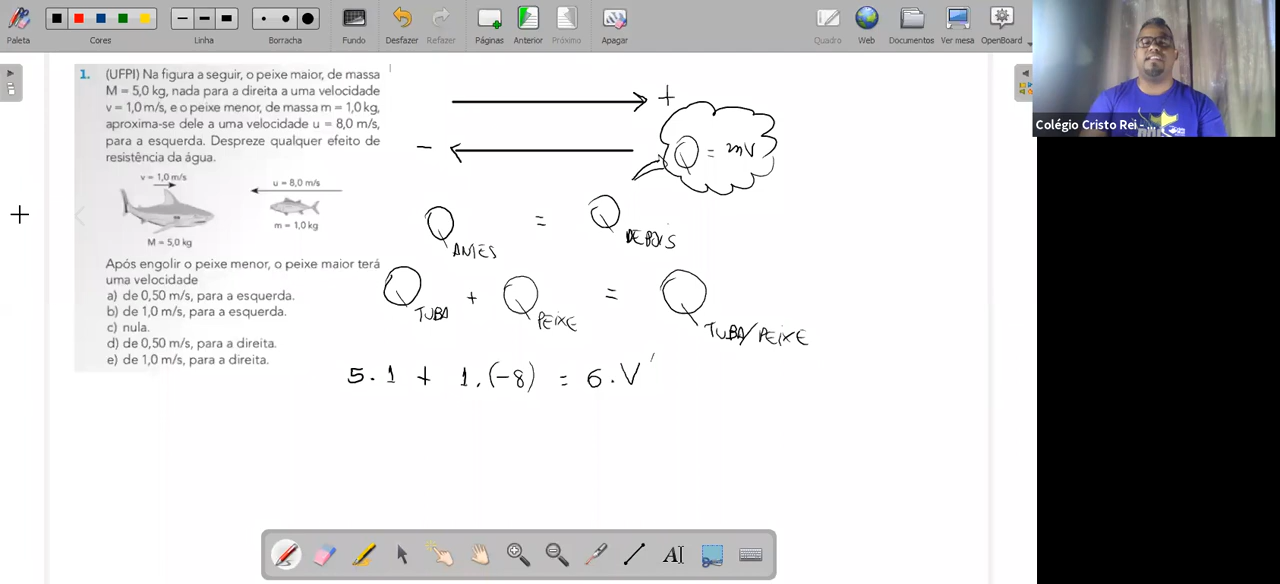 Paleta
Cores
Linha
Borracha
Fundo
Desfazer
Refazer
Páginas
Anterior
Próximo
Apagar
Quadro
Web
Documentos
Ver mesa
OpenBoard
Colégio Cristo Rei - ...
1. (UFPI) Na figura a seguir, o peixe maior, de massa
M = 5,0 kg, nada para a direita a uma velocidade
v = 1,0 m/s, e o peixe menor, de massa m = 1,0 kg,
aproxima-se dele a uma velocidade u = 8,0 m/s,
para a esquerda. Despreze qualquer efeito de
resistência da água.
v = 1,0 m/s
u = 8,0 m/s
m = 1,0 kg
M = 5,0 kg
Após engolir o peixe menor, o peixe maior terá
uma velocidade
a) de 0,50 m/s, para a esquerda.
b) de 1,0 m/s, para a esquerda.
c) nula.
d) de 0,50 m/s, para a direita.
e) de 1,0 m/s, para a direita.
+
-
Q = mV
Q ANTES = Q DEPOIS
Q TUBA + Q PEIXE = Q TUBA/PEIXE
5.1 + 1.(-8) = 6.V'